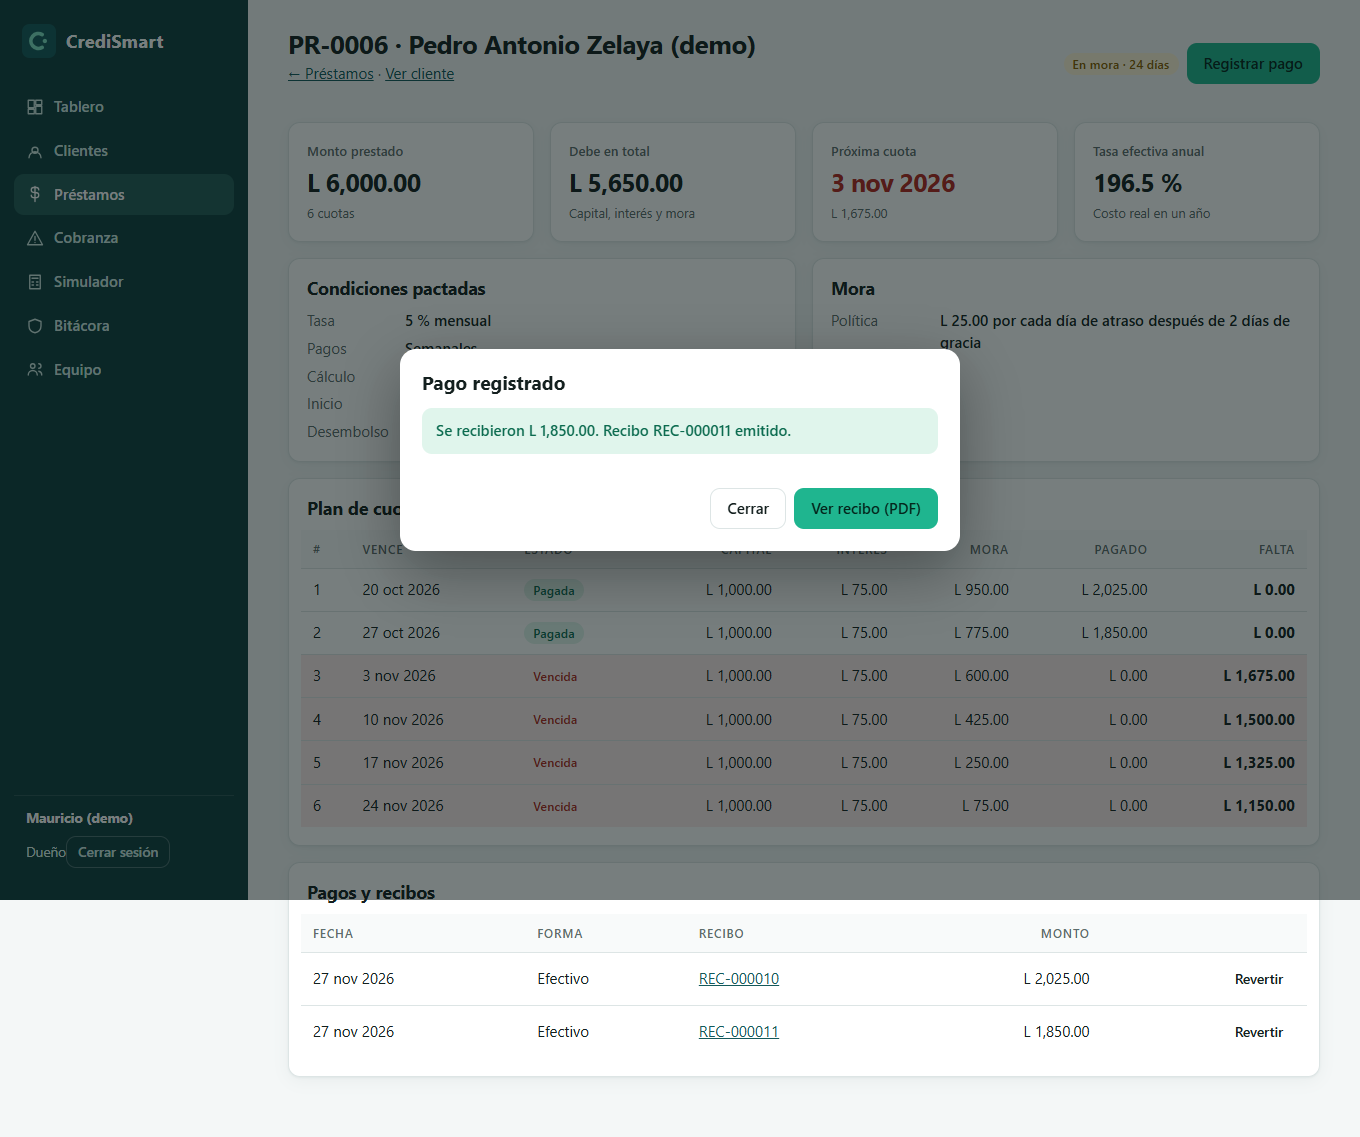 CrediSmart
Tablero
Clientes
Préstamos
Cobranza
Simulador
Bitácora
Equipo
Mauricio (demo)
Dueño Cerrar sesión
PR-0006 · Pedro Antonio Zelaya (demo)
← Préstamos · Ver cliente
En mora · 24 días
Registrar pago
Monto prestado
L 6,000.00
6 cuotas
Debe en total
L 5,650.00
Capital, interés y mora
Próxima cuota
3 nov 2026
L 1,675.00
Tasa efectiva anual
196.5 %
Costo real en un año
Condiciones pactadas
Tasa 5 % mensual
Pagos Semanales
Cálculo
Inicio
Desembolso
Mora
Política L 25.00 por cada día de atraso después de 2 días de
gracia
Pago registrado
Se recibieron L 1,850.00. Recibo REC-000011 emitido.
Cerrar Ver recibo (PDF)
Plan de cuo
# VENCE ESTADO CAPITAL INTERÉS MORA PAGADO FALTA
1 20 oct 2026 Pagada L 1,000.00 L 75.00 L 950.00 L 2,025.00 L 0.00
2 27 oct 2026 Pagada L 1,000.00 L 75.00 L 775.00 L 1,850.00 L 0.00
3 3 nov 2026 Vencida L 1,000.00 L 75.00 L 600.00 L 0.00 L 1,675.00
4 10 nov 2026 Vencida L 1,000.00 L 75.00 L 425.00 L 0.00 L 1,500.00
5 17 nov 2026 Vencida L 1,000.00 L 75.00 L 250.00 L 0.00 L 1,325.00
6 24 nov 2026 Vencida L 1,000.00 L 75.00 L 75.00 L 0.00 L 1,150.00
Pagos y recibos
FECHA FORMA RECIBO MONTO
27 nov 2026 Efectivo REC-000010 L 2,025.00 Revertir
27 nov 2026 Efectivo REC-000011 L 1,850.00 Revertir